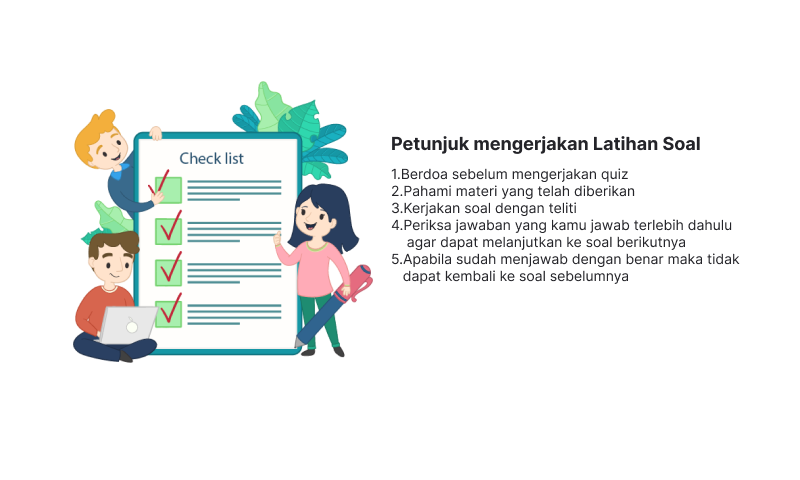 Check list
Petunjuk mengerjakan Latihan Soal
1.Berdoa sebelum mengerjakan quiz
2.Pahami materi yang telah diberikan
3.Kerjakan soal dengan teliti
4.Periksa jawaban yang kamu jawab terlebih dahulu
agar dapat melanjutkan ke soal berikutnya
5.Apabila sudah menjawab dengan benar maka tidak
dapat kembali ke soal sebelumnya